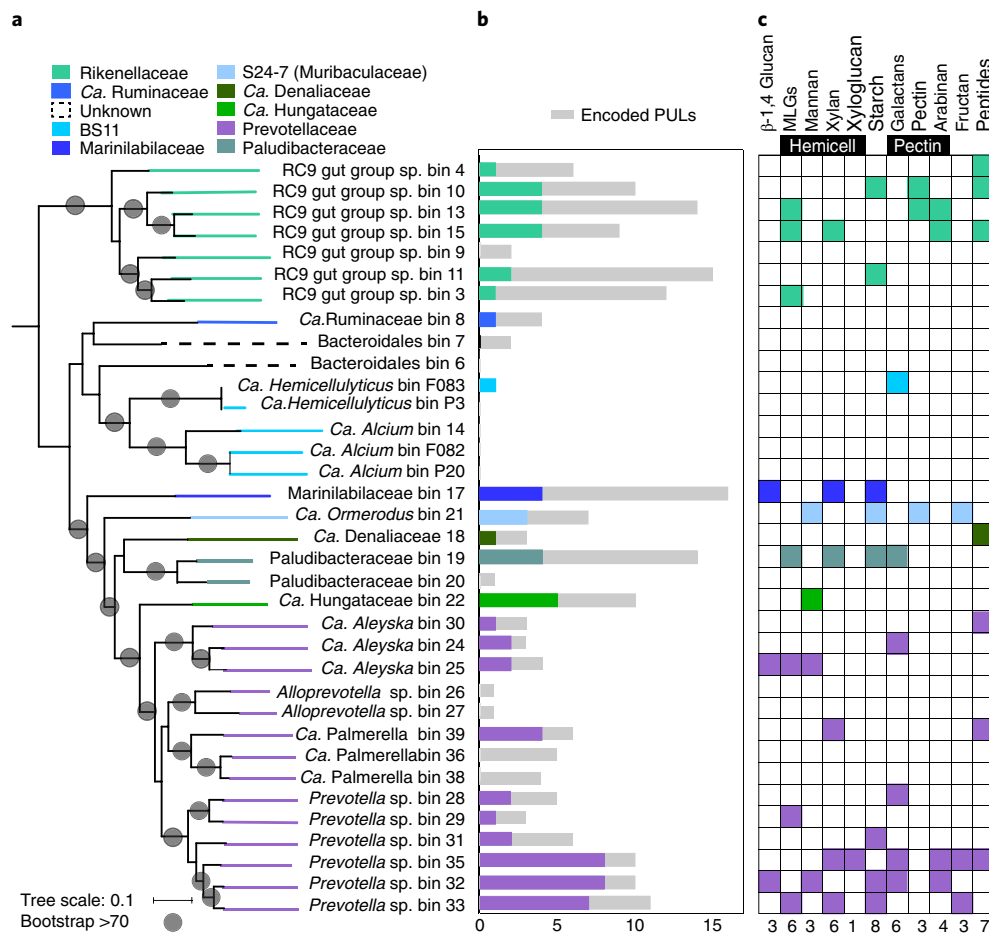 a
b
c
Rikenellaceae
Ca. Ruminaceae
Unknown
BS11
Marinilabilaceae
S24-7 (Muribaculaceae)
Ca. Denaliaceae
Ca. Hungataceae
Prevotellaceae
Paludibacteraceae
Encoded PULs
β-1,4 Glucan
MLGs
Mannan
Xylan
Xyloglucan
Starch
Galactans
Pectin
Arabinan
Fructan
Peptides
Hemicell
Pectin
RC9 gut group sp. bin 4
RC9 gut group sp. bin 10
RC9 gut group sp. bin 13
RC9 gut group sp. bin 15
RC9 gut group sp. bin 9
RC9 gut group sp. bin 11
RC9 gut group sp. bin 3
Ca.Ruminaceae bin 8
Bacteroidales bin 7
Bacteroidales bin 6
Ca. Hemicellulyticus bin F083
Ca.Hemicellulyticus bin P3
Ca. Alcium bin 14
Ca. Alcium bin F082
Ca. Alcium bin P20
Marinilabilaceae bin 17
Ca. Ormerodus bin 21
Ca. Denaliaceae 18
Paludibacteraceae bin 19
Paludibacteraceae bin 20
Ca. Hungataceae bin 22
Ca. Aleyska bin 30
Ca. Aleyska bin 24
Ca. Aleyska bin 25
Alloprevotella sp. bin 26
Alloprevotella sp. bin 27
Ca. Palmerella bin 39
Ca. Palmerellabin 36
Ca. Palmerella bin 38
Prevotella sp. bin 28
Prevotella sp. bin 29
Prevotella sp. bin 31
Prevotella sp. bin 35
Prevotella sp. bin 32
Prevotella sp. bin 33
Tree scale: 0.1
Bootstrap >70
0 5 10 15
3 6 3 6 1 8 6 3 4 3 7